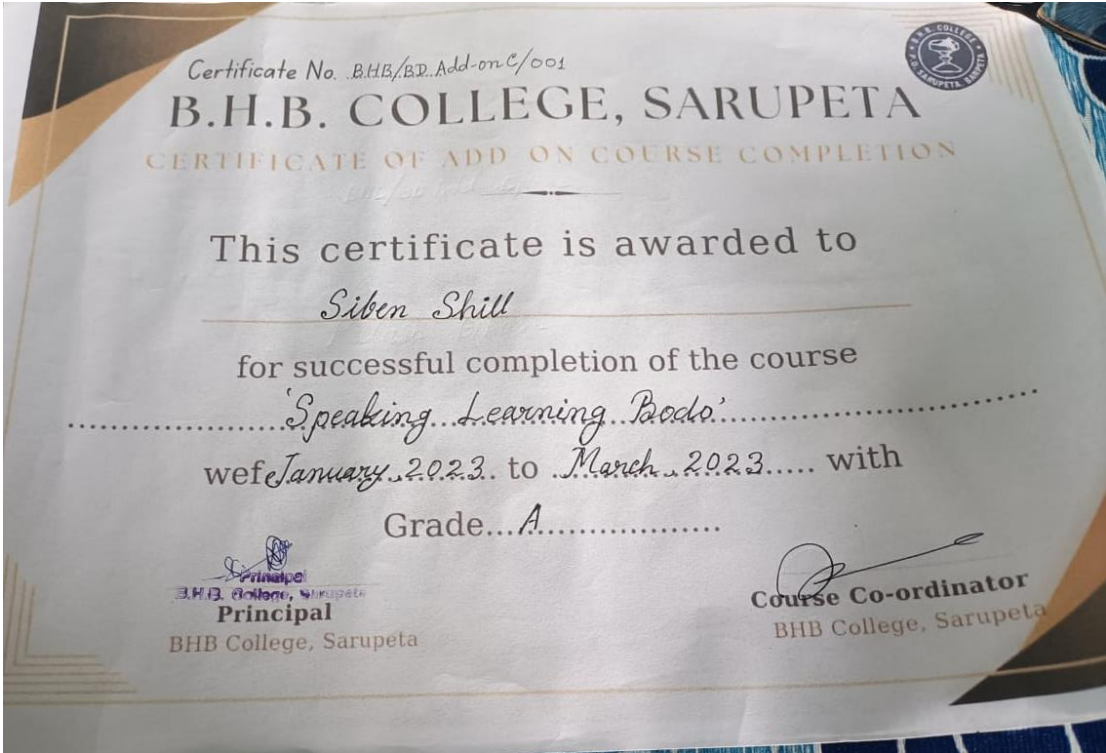 Certificate No. BHB/BD.Add-on C/001
B.H.B. COLLEGE
B.H.B. COLLEGE, SARUPETA
CERTIFICATE OF ADD ON COURSE COMPLETION
This certificate is awarded to
Siben Shill
for successful completion of the course
'Speaking Learning Bodo'
wef January 2023 to March 2023 with
Grade...A
Principal
B.H.B. College, Sarupeta
Principal
BHB College, Sarupeta
Course Co-ordinator
BHB College, Sarupeta